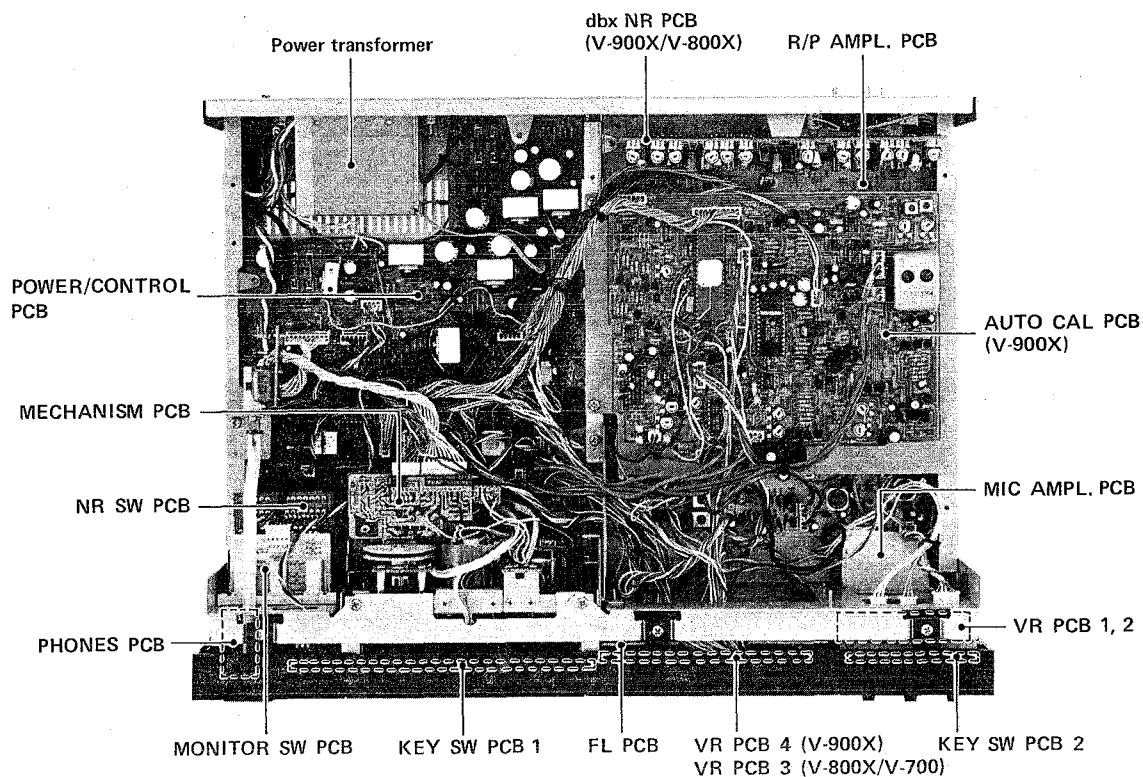 dbx NR PCB
(V-900X/V-800X)
Power transformer
R/P AMPL. PCB
POWER/CONTROL
PCB
AUTO CAL PCB
(V-900X)
MECHANISM PCB
NR SW PCB
MIC AMPL. PCB
PHONES PCB
VR PCB 1, 2
MONITOR SW PCB
KEY SW PCB 1
FL PCB
VR PCB 4 (V-900X)
VR PCB 3 (V-800X/V-700)
KEY SW PCB 2